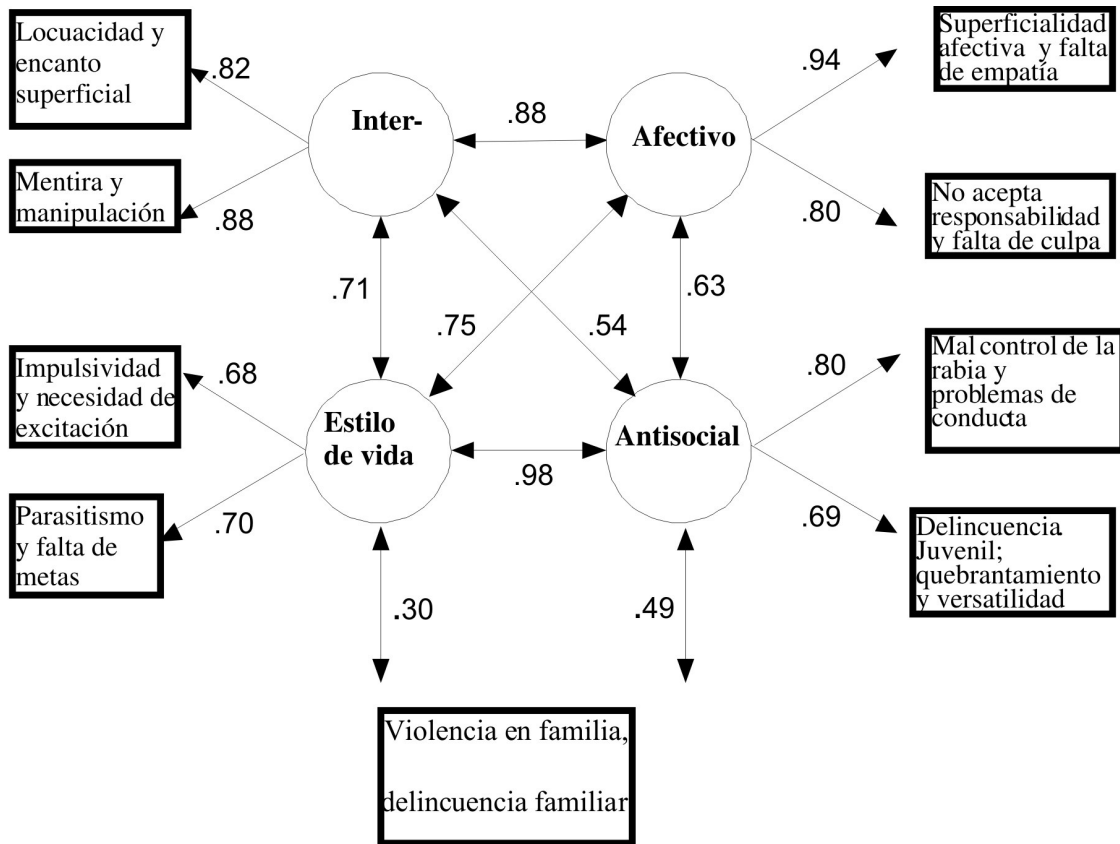 Locuacidad y
encanto
superficial
.82
Mentira y
manipulación
.88
Inter-
.88
Afectivo
.94
Superficialidad
afectiva y falta
de empatía
.80
No acepta
responsabilidad
y falta de culpa
.71
.75
.54
.63
Impulsividad
y necesidad de
excitación
.68
Parasitismo
y falta de
metas
.70
Estilo
de vida
.98
Antisocial
.80
Mal control de la
rabia y
problemas de
conducta
.69
Delincuencia.
Juvenil;
quebrantamiento
y versatilidad
.30
.49
Violencia en familia,
delincuencia familiar